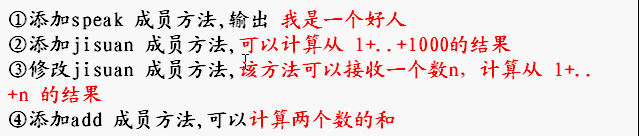 ①添加speak 成员方法,输出 我是一个好人
②添加jisuan 成员方法,可以计算从 1+..+1000的结果
③修改jisuan 成员方法,该方法可以接收一个数n，计算从 1+..
+n 的结果
④添加add 成员方法,可以计算两个数的和